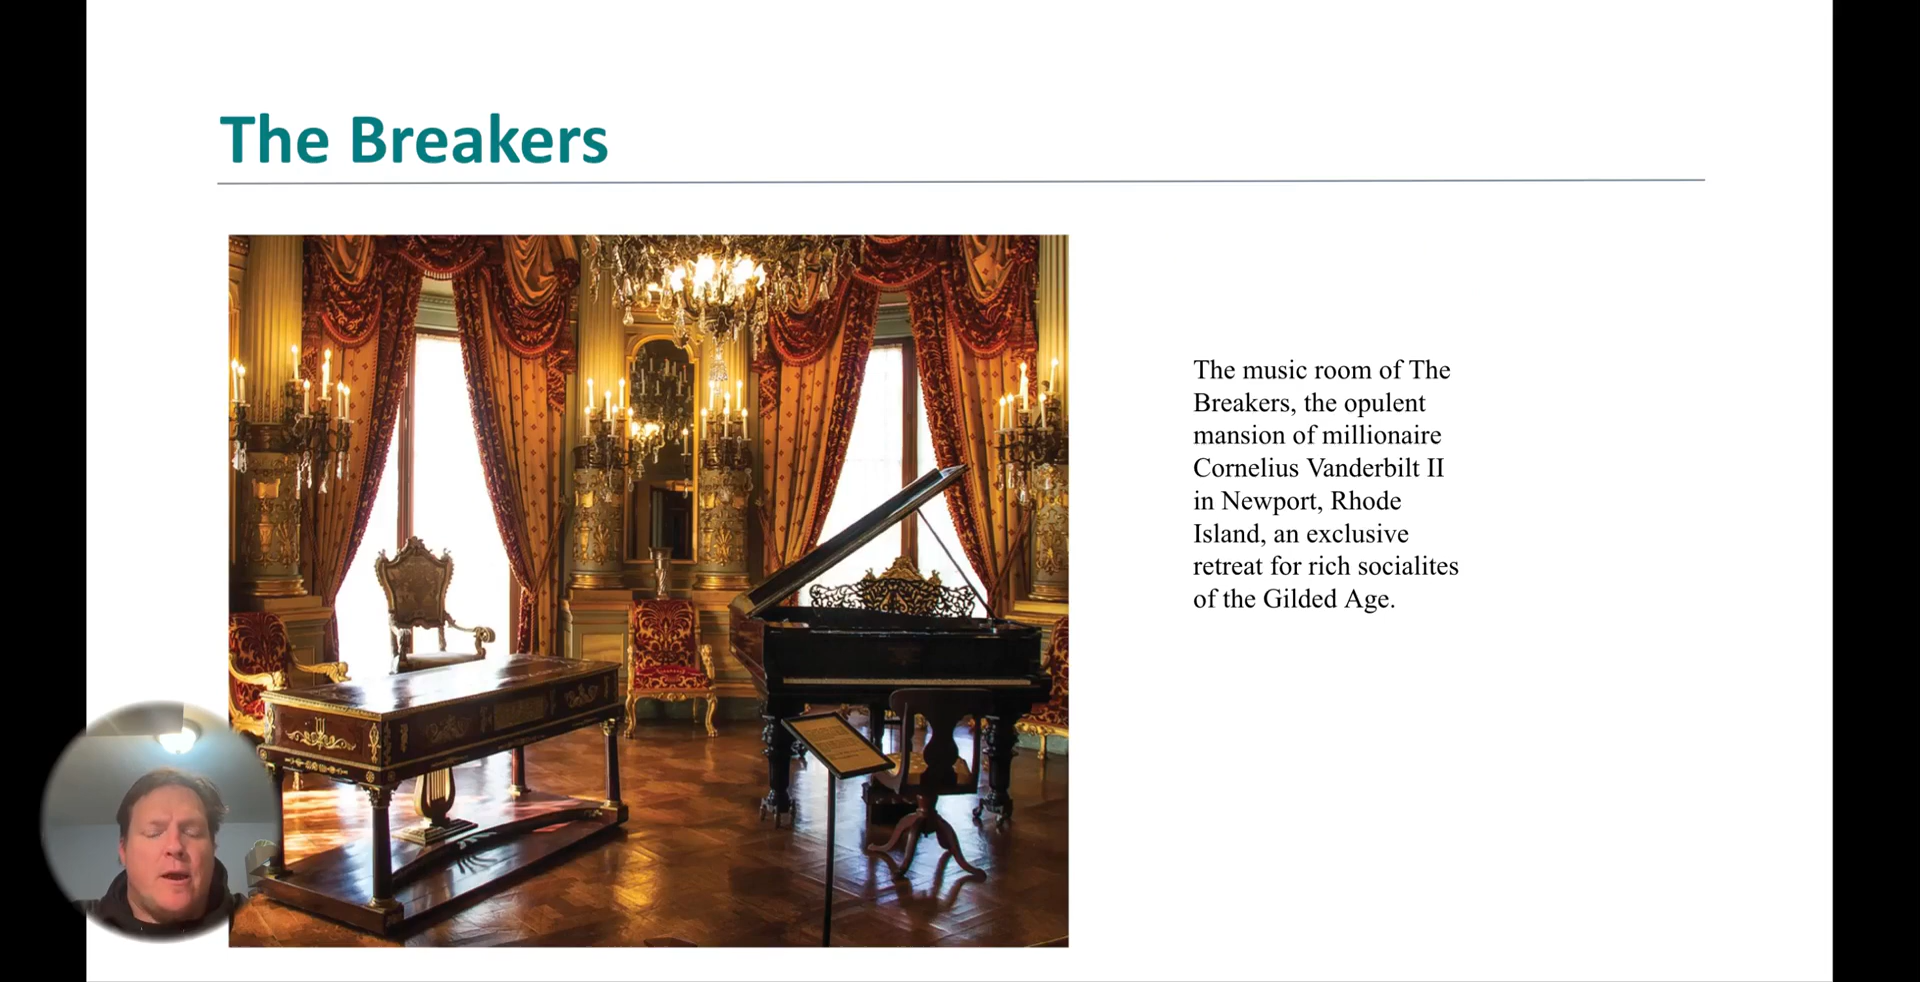 The Breakers
The music room of The
Breakers, the opulent
mansion of millionaire
Cornelius Vanderbilt II
in Newport, Rhode
Island, an exclusive
retreat for rich socialites
of the Gilded Age.